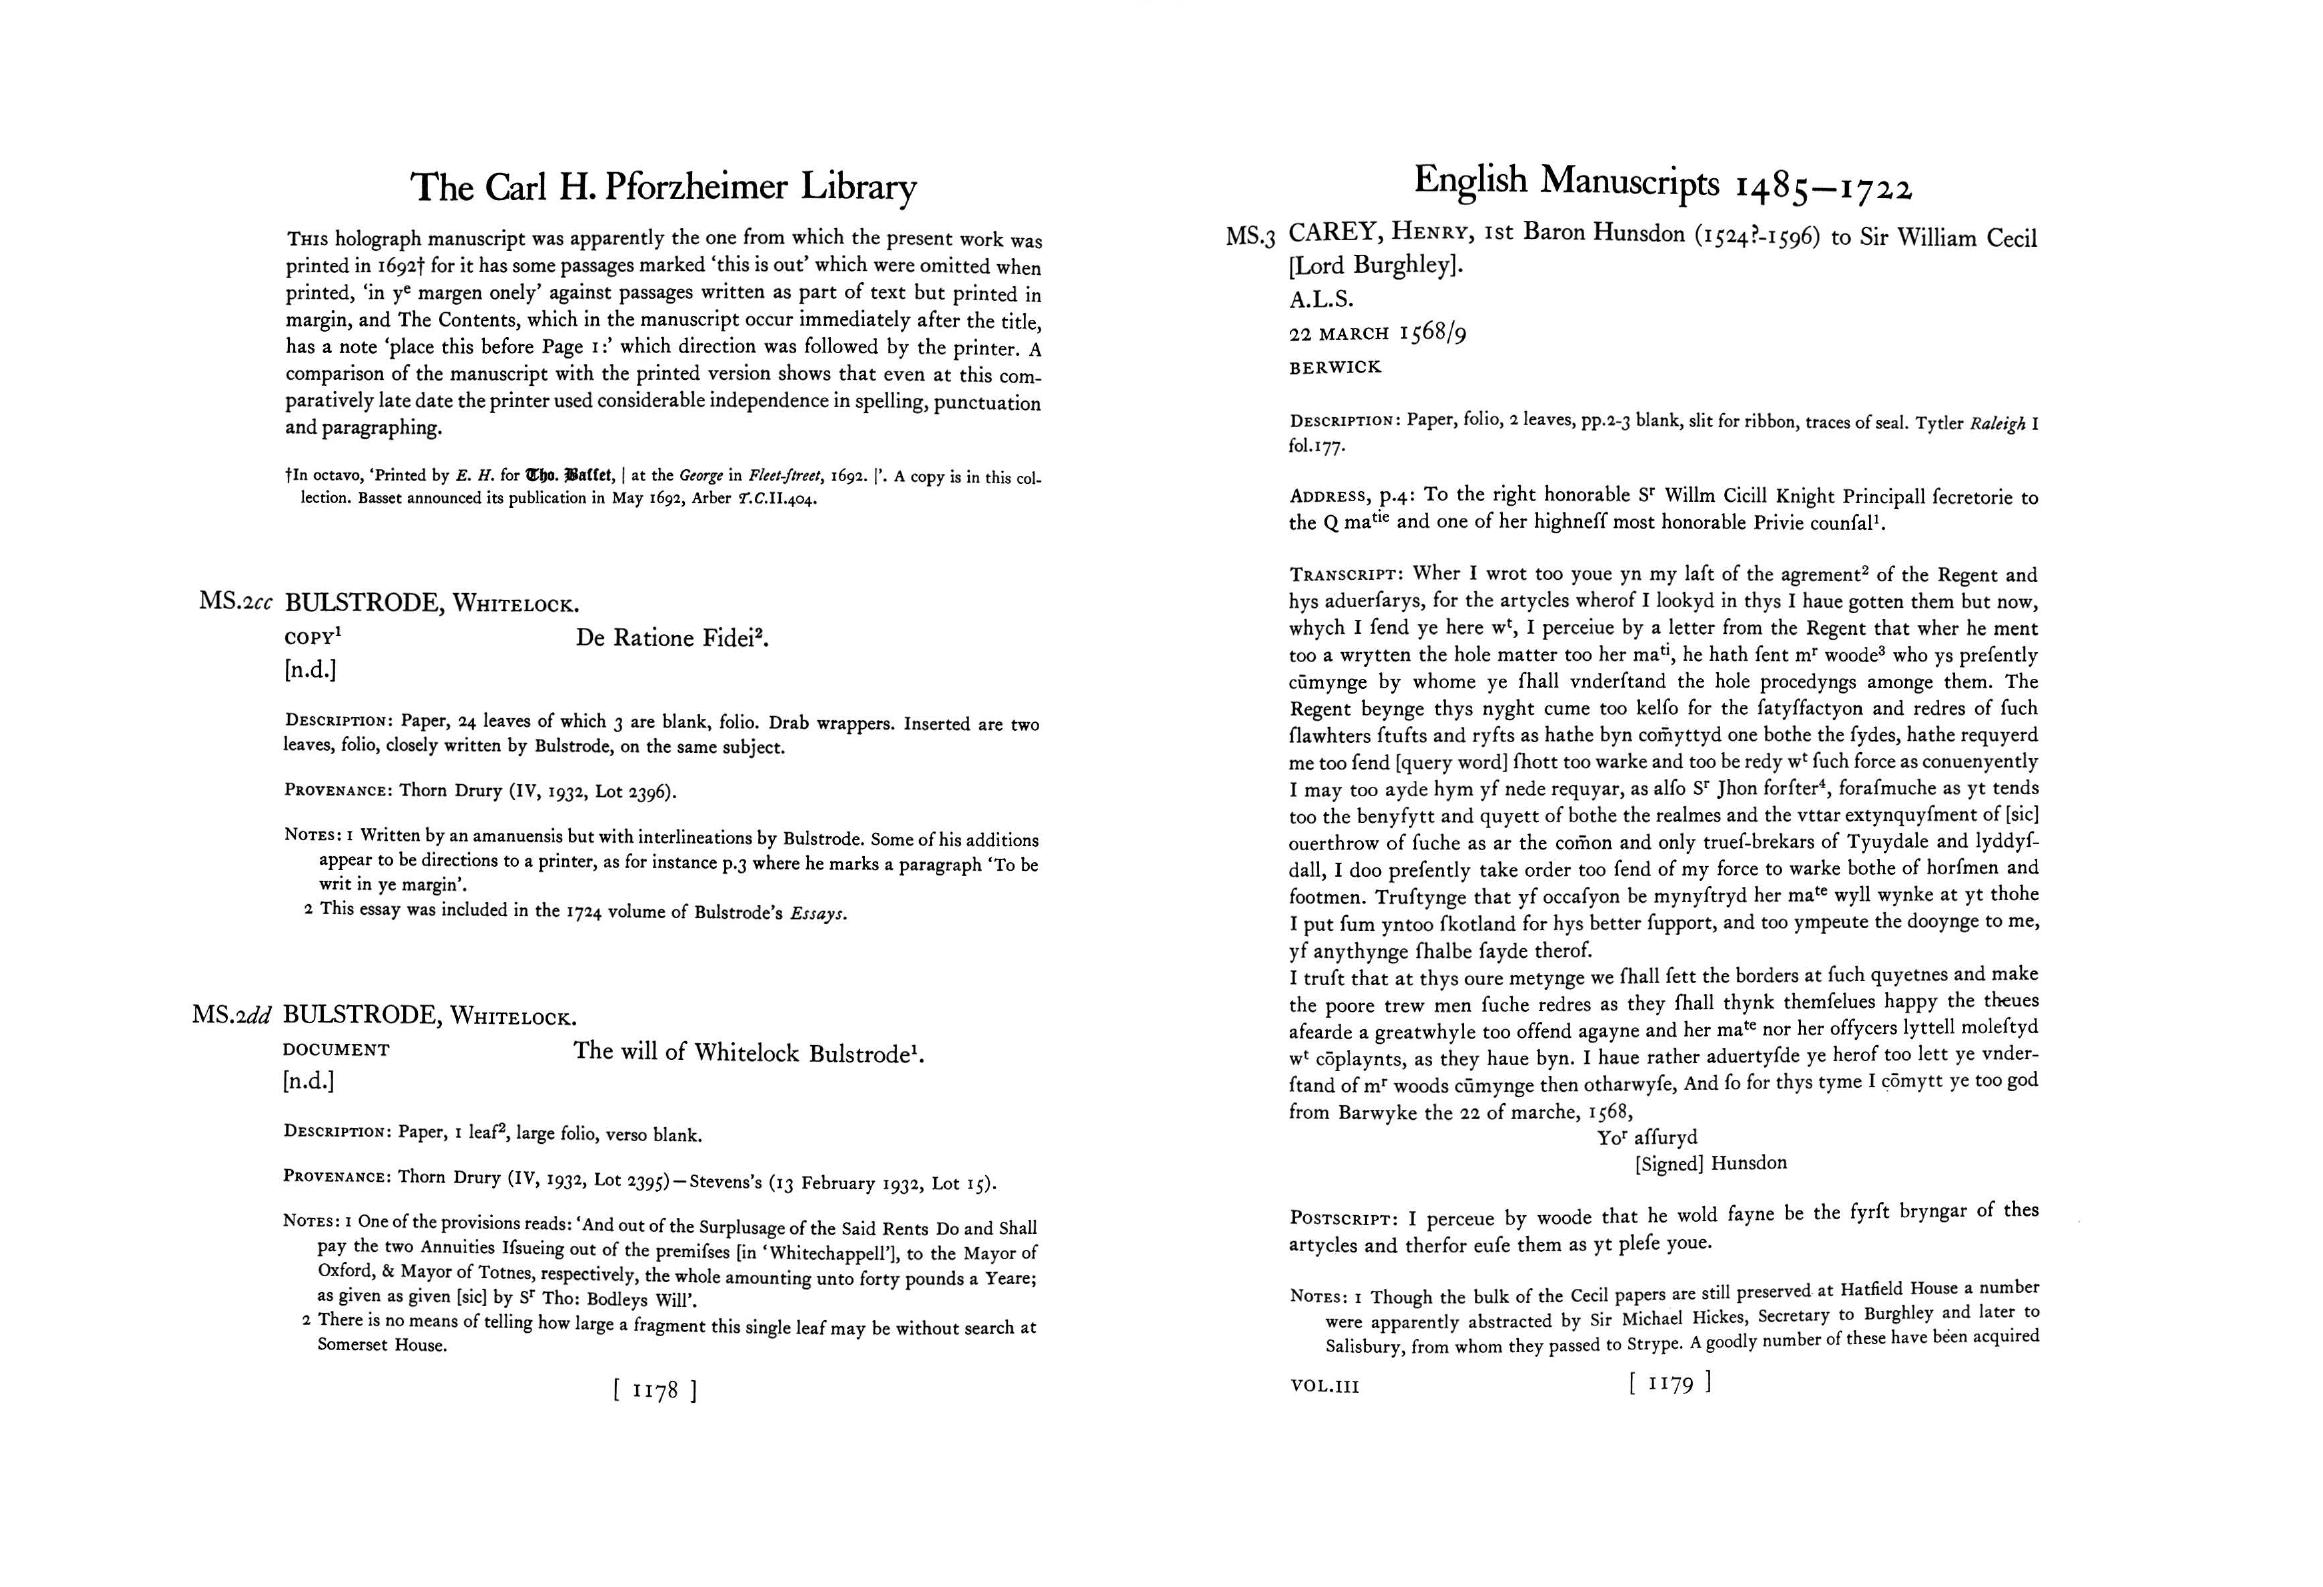 The Carl H. Pforzheimer Library
THIS holograph manuscript was apparently the one from which the present work was
printed in 1692† for it has some passages marked ‘this is out’ which were omitted when
printed, ‘in yᵉ margen onely’ against passages written as part of text but printed in
margin, and The Contents, which in the manuscript occur immediately after the title,
has a note ‘place this before Page 1:’ which direction was followed by the printer. A
comparison of the manuscript with the printed version shows that even at this com-
paratively late date the printer used considerable independence in spelling, punctuation
and paragraphing.
†In octavo, ‘Printed by E. H. for Tho. Baſſet, | at the George in Fleet-ſtreet, 1692. |’. A copy is in this col-
lection. Basset announced its publication in May 1692, Arber T.C.II.404.
MS.2cc BULSTRODE, WHITELOCK.
COPY¹ De Ratione Fidei².
[n.d.]
DESCRIPTION: Paper, 24 leaves of which 3 are blank, folio. Drab wrappers. Inserted are two
leaves, folio, closely written by Bulstrode, on the same subject.
PROVENANCE: Thorn Drury (IV, 1932, Lot 2396).
NOTES: 1 Written by an amanuensis but with interlineations by Bulstrode. Some of his additions
appear to be directions to a printer, as for instance p.3 where he marks a paragraph ‘To be
writ in ye margin’.
2 This essay was included in the 1724 volume of Bulstrode’s Essays.
MS.2dd BULSTRODE, WHITELOCK.
DOCUMENT The will of Whitelock Bulstrode¹.
[n.d.]
DESCRIPTION: Paper, 1 leaf², large folio, verso blank.
PROVENANCE: Thorn Drury (IV, 1932, Lot 2395)—Stevens’s (13 February 1932, Lot 15).
NOTES: 1 One of the provisions reads: ‘And out of the Surplusage of the Said Rents Do and Shall
pay the two Annuities Iſsueing out of the premiſses [in ‘Whitechappell’], to the Mayor of
Oxford, & Mayor of Totnes, respectively, the whole amounting unto forty pounds a Yeare;
as given as given [sic] by Sʳ Tho: Bodleys Will’.
2 There is no means of telling how large a fragment this single leaf may be without search at
Somerset House.
[ 1178 ]
English Manuscripts 1485—1722
MS.3 CAREY, HENRY, 1st Baron Hunsdon (1524?-1596) to Sir William Cecil
[Lord Burghley].
A.L.S.
22 MARCH 1568/9
BERWICK
DESCRIPTION: Paper, folio, 2 leaves, pp.2-3 blank, slit for ribbon, traces of seal. Tytler Raleigh I
fol.177.
ADDRESS, p.4: To the right honorable Sʳ Willm Cicill Knight Principall ſecretorie to
the Q maᵗⁱᵉ and one of her highneſſ most honorable Privie counſal¹.
TRANSCRIPT: Wher I wrot too youe yn my laſt of the agrement² of the Regent and
hys aduerſarys, for the artycles wherof I lookyd in thys I haue gotten them but now,
whych I ſend ye here wᵗ, I perceiue by a letter from the Regent that wher he ment
too a wrytten the hole matter too her maᵗⁱ, he hath ſent mʳ woode³ who ys preſently
cūmynge by whome ye ſhall vnderſtand the hole procedyngs amonge them. The
Regent beynge thys nyght cume too kelſo for the ſatyſfactyon and redres of ſuch
ſlawhters ſtufts and ryfts as hathe byn com̄yttyd one bothe the ſydes, hathe requyerd
me too ſend [query word] ſhott too warke and too be redy wᵗ ſuch force as conuenyently
I may too ayde hym yf nede requyar, as alſo Sʳ Jhon forſter⁴, foraſmuche as yt tends
too the benyfytt and quyett of bothe the realmes and the vttar extynquyſment of [sic]
ouerthrow of ſuche as ar the com̄on and only trueſ-brekars of Tyuydale and lyddyſ-
dall, I doo preſently take order too ſend of my force to warke bothe of horſmen and
footmen. Truſtynge that yf occaſyon be mynyſtryd her maᵗᵉ wyll wynke at yt thohe
I put ſum yntoo ſkotland for hys better ſupport, and too ympeute the dooynge to me,
yf anythynge ſhalbe ſayde therof.
I truſt that at thys oure metynge we ſhall ſett the borders at ſuch quyetnes and make
the poore trew men ſuche redres as they ſhall thynk themſelues happy the theues
afearde a greatwhyle too offend agayne and her maᵗᵉ nor her offycers lyttell moleſtyd
wᵗ cōplaynts, as they haue byn. I haue rather aduertyſde ye herof too lett ye vnder-
ſtand of mʳ woods cūmynge then otharwyſe, And ſo for thys tyme I cōmytt ye too god
from Barwyke the 22 of marche, 1568,
Yoʳ aſſuryd
[Signed] Hunsdon
POSTSCRIPT: I perceue by woode that he wold fayne be the fyrſt bryngar of thes
artycles and therfor euſe them as yt pleſe youe.
NOTES: 1 Though the bulk of the Cecil papers are still preserved at Hatfield House a number
were apparently abstracted by Sir Michael Hickes, Secretary to Burghley and later to
Salisbury, from whom they passed to Strype. A goodly number of these have been acquired
VOL.III [ 1179 ]